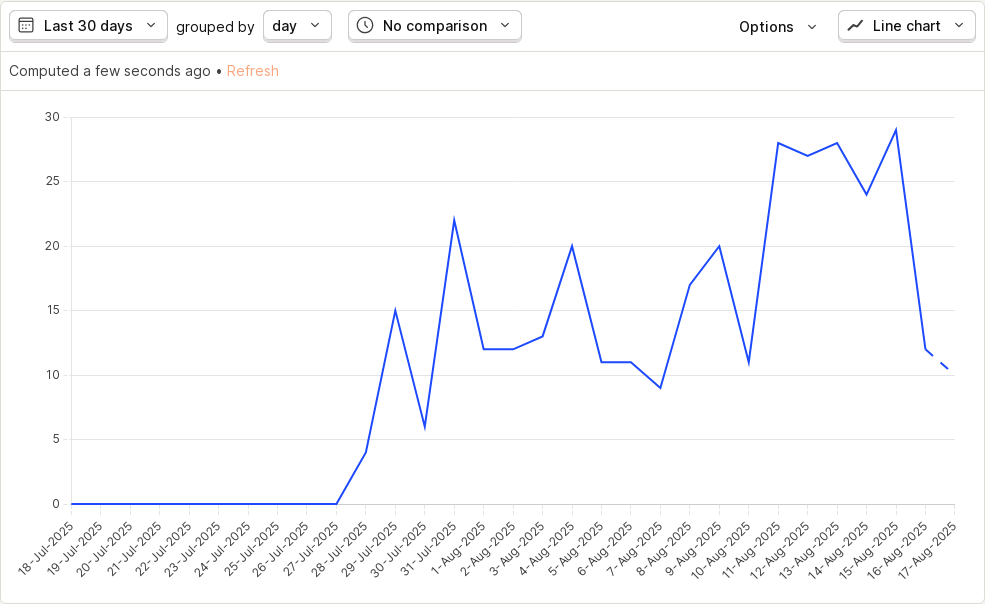 Last 30 days grouped by day No comparison Options Line chart
Computed a few seconds ago • Refresh
30
25
20
15
10
5
0
18-Jul-2025
19-Jul-2025
20-Jul-2025
21-Jul-2025
22-Jul-2025
23-Jul-2025
24-Jul-2025
25-Jul-2025
26-Jul-2025
27-Jul-2025
28-Jul-2025
29-Jul-2025
30-Jul-2025
31-Jul-2025
1-Aug-2025
2-Aug-2025
3-Aug-2025
4-Aug-2025
5-Aug-2025
6-Aug-2025
7-Aug-2025
8-Aug-2025
9-Aug-2025
10-Aug-2025
11-Aug-2025
12-Aug-2025
13-Aug-2025
14-Aug-2025
15-Aug-2025
16-Aug-2025
17-Aug-2025